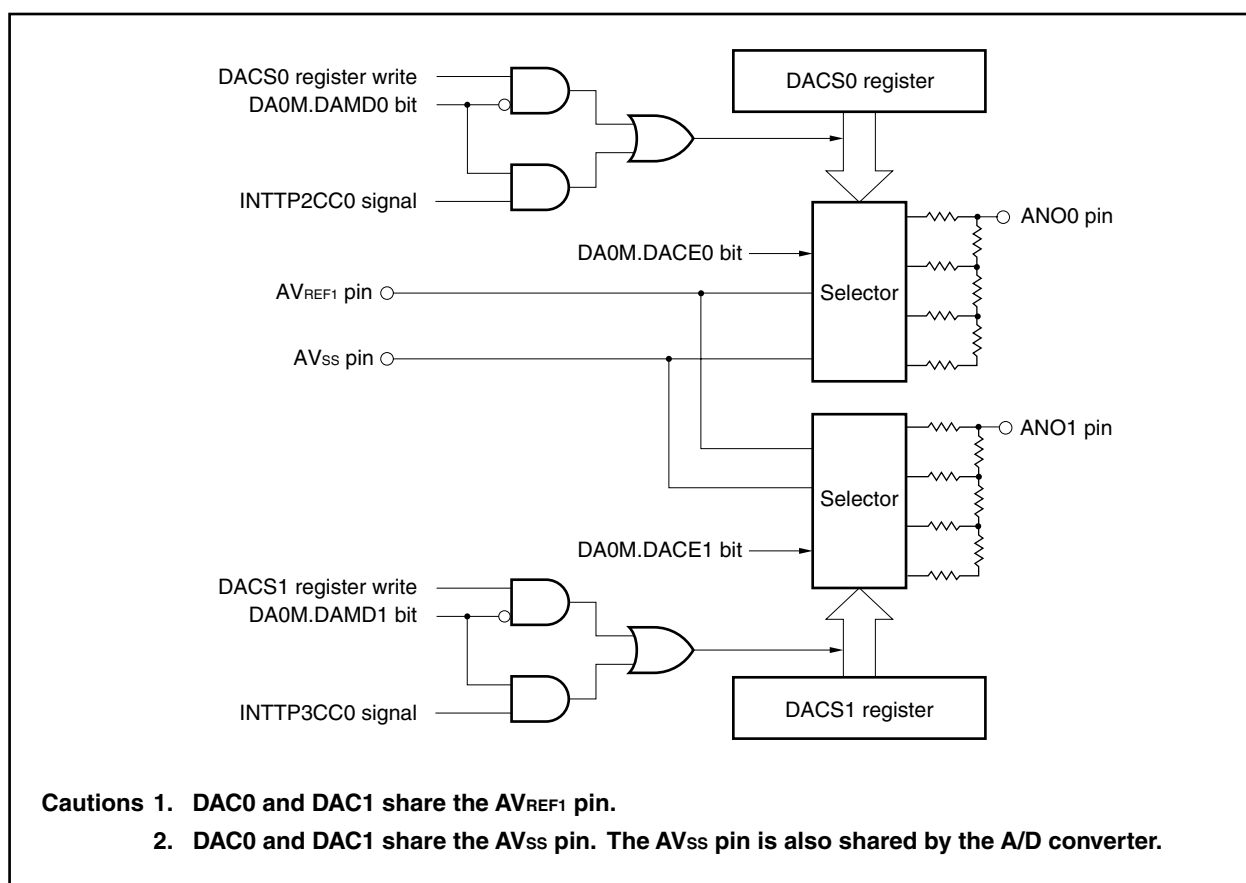 DACS0 register write
DA0M.DAMD0 bit
INTTP2CC0 signal
DACS0 register
DA0M.DACE0 bit
Selector
ANO0 pin
AVREF1 pin
AVSS pin
ANO1 pin
Selector
DA0M.DACE1 bit
DACS1 register write
DA0M.DAMD1 bit
INTTP3CC0 signal
DACS1 register
Cautions 1. DAC0 and DAC1 share the AVREF1 pin.
2. DAC0 and DAC1 share the AVSS pin. The AVSS pin is also shared by the A/D converter.